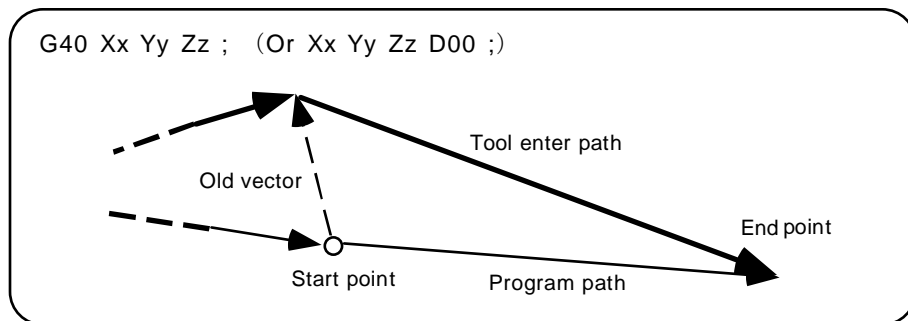 G40 Xx Yy Zz ; （Or Xx Yy Zz D00 ;）
Tool enter path
Old vector
End point
Start point
Program path